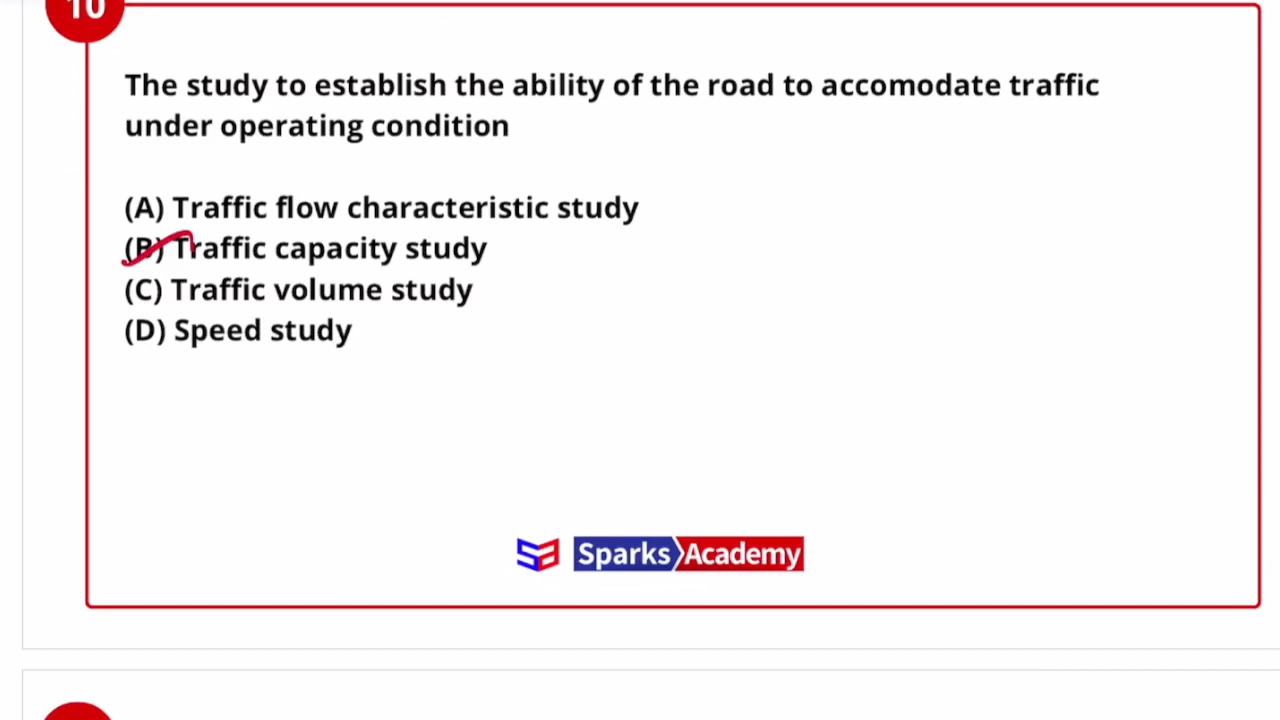 10
The study to establish the ability of the road to accomodate traffic
under operating condition
(A) Traffic flow characteristic study
(B) Traffic capacity study
(C) Traffic volume study
(D) Speed study
Sparks Academy